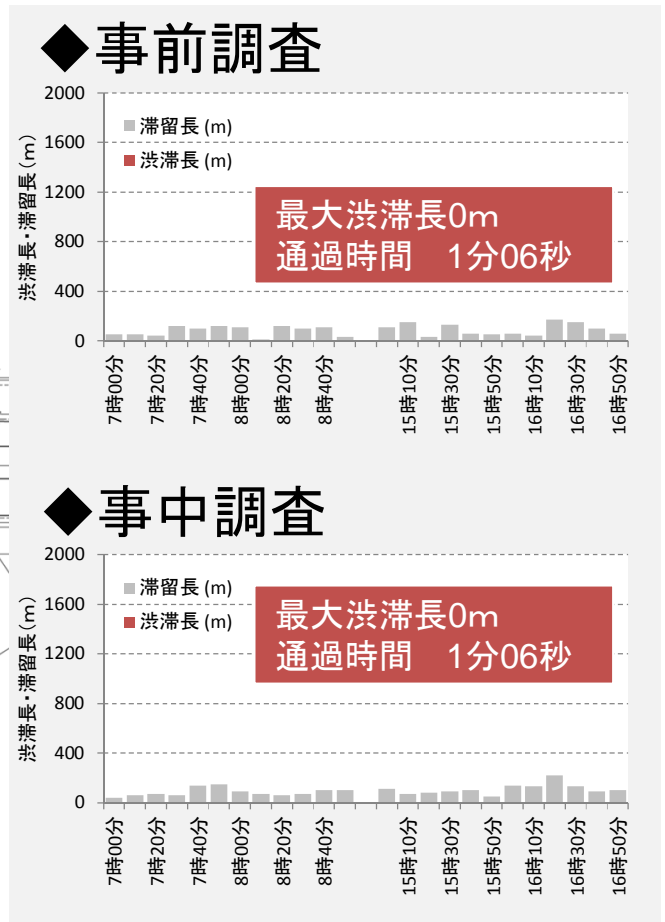 ◆事前調査
2000
1600
1200
800
400
0
渋滞長・滞留長(m)
滞留長(m)
渋滞長(m)
最大渋滞長0m
通過時間　1分06秒
7時00分
7時20分
7時40分
8時00分
8時20分
8時40分
15時10分
15時30分
15時50分
16時10分
16時30分
16時50分
◆事中調査
2000
1600
1200
800
400
0
渋滞長・滞留長(m)
滞留長(m)
渋滞長(m)
最大渋滞長0m
通過時間　1分06秒
7時00分
7時20分
7時40分
8時00分
8時20分
8時40分
15時10分
15時30分
15時50分
16時10分
16時30分
16時50分